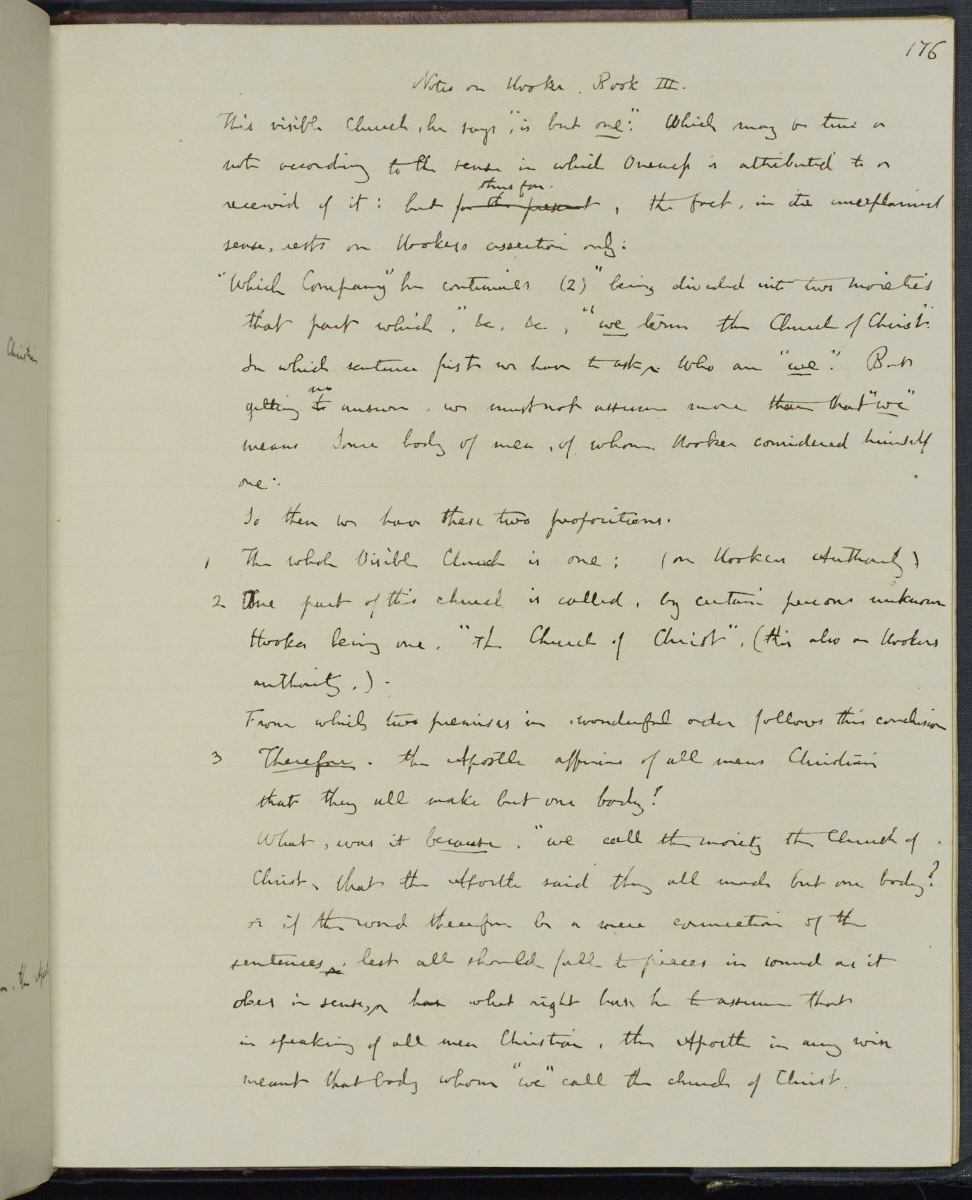 176
Notes on Hooker. Book III.
This visible Church, he says, "is but one". Which may be true or
not according to the sense in which Oneness is attributed to or
received of it: but for the present thus far, the fact, in its unexplained
sense, rests on Hookers assertion only:
"Which Company" he continues (2) "being divided into two moieties
that part which", &c, &c, "we term the Church of Christ".
In which sentence first we have to ask, Who are "we". But
getting to no answer, we must not assume more than that "we"
means Some body of men, of whom Hooker considered himself
one.
So then we have these two propositions.
1 The whole Visible Church is one; (on Hookers Authority)
2 One part of this church is called, by certain persons unknown
Hooker being one, "The Church of Christ", (this also on Hookers
authority.).
From which two premises in wonderful order follows this conclusion
3 Therefore. the Apostle affirms of all men Christian
that they all make but one body!
What, was it because, "we call the moiety the Church of
Christ, that the Apostle said they all made but one body?
or if the word therefore be a mere connection of the
sentences, lest all should fall to pieces in sound as it
does in sense, has what right has he to assume that
in speaking of all men Christian, the Apostle in any wise
meant that body whom "we" call the church of Christ.
Christian
the Apos